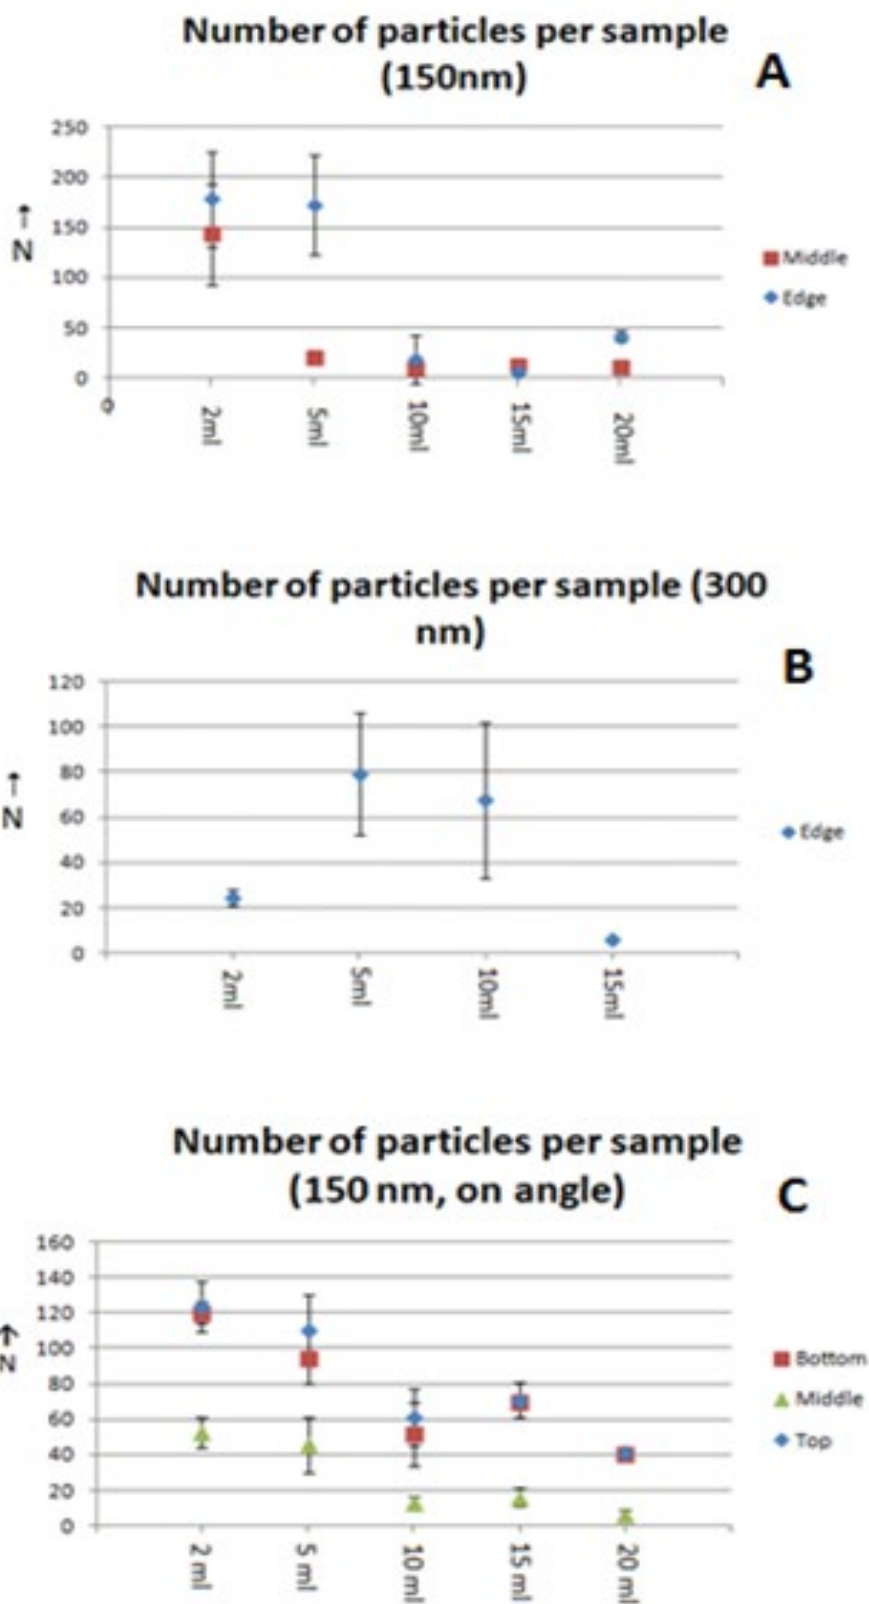 Number of particles per sample
(150nm)
A
250
200
150
100
50
0
N →
0
2ml
5ml
10ml
15ml
20ml
Middle
Edge
Number of particles per sample (300
nm)
B
120
100
80
60
40
20
0
N →
2ml
5ml
10ml
15ml
Edge
Number of particles per sample
(150 nm, on angle)
C
160
140
120
100
80
60
40
20
0
N →
2 ml
5 ml
10 ml
15 ml
20 ml
Bottom
Middle
Top